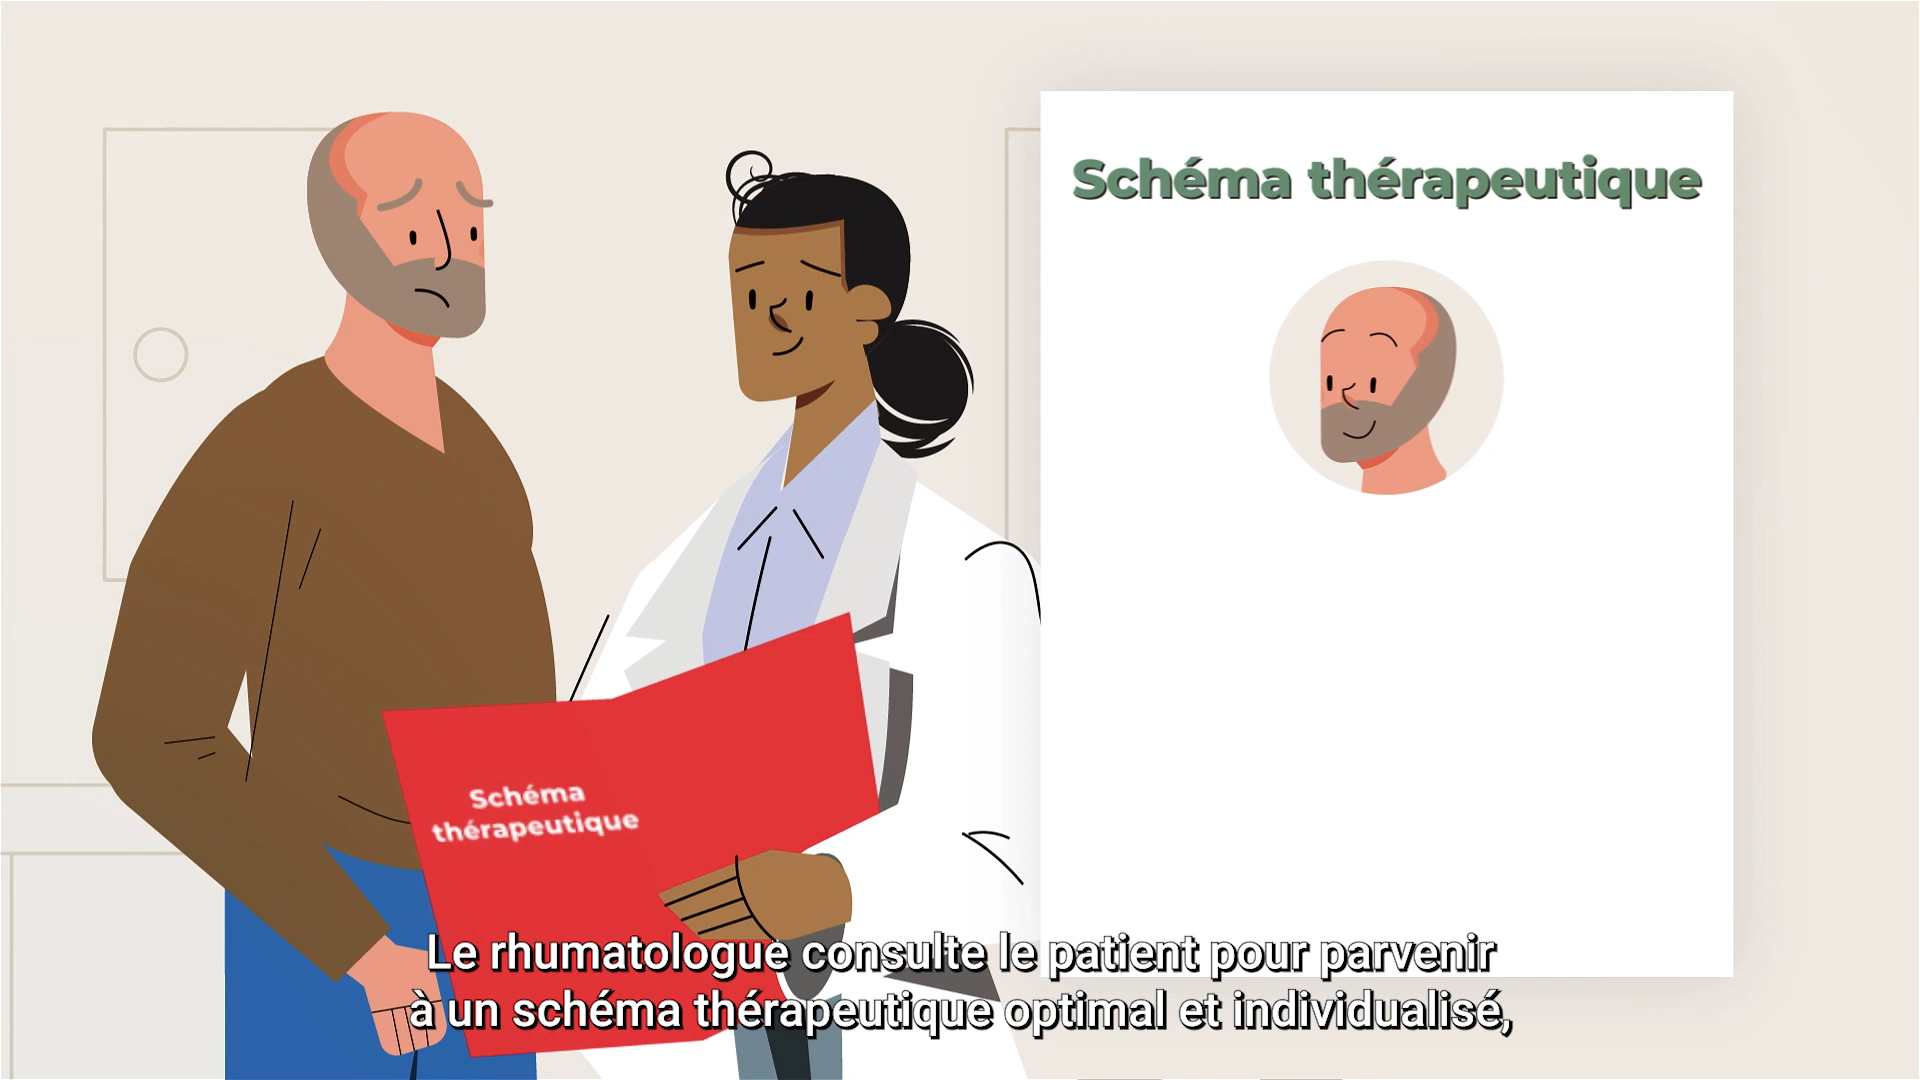 Schéma thérapeutique
Schéma
thérapeutique
Le rhumatologue consulte le patient pour parvenir
à un schéma thérapeutique optimal et individualisé,